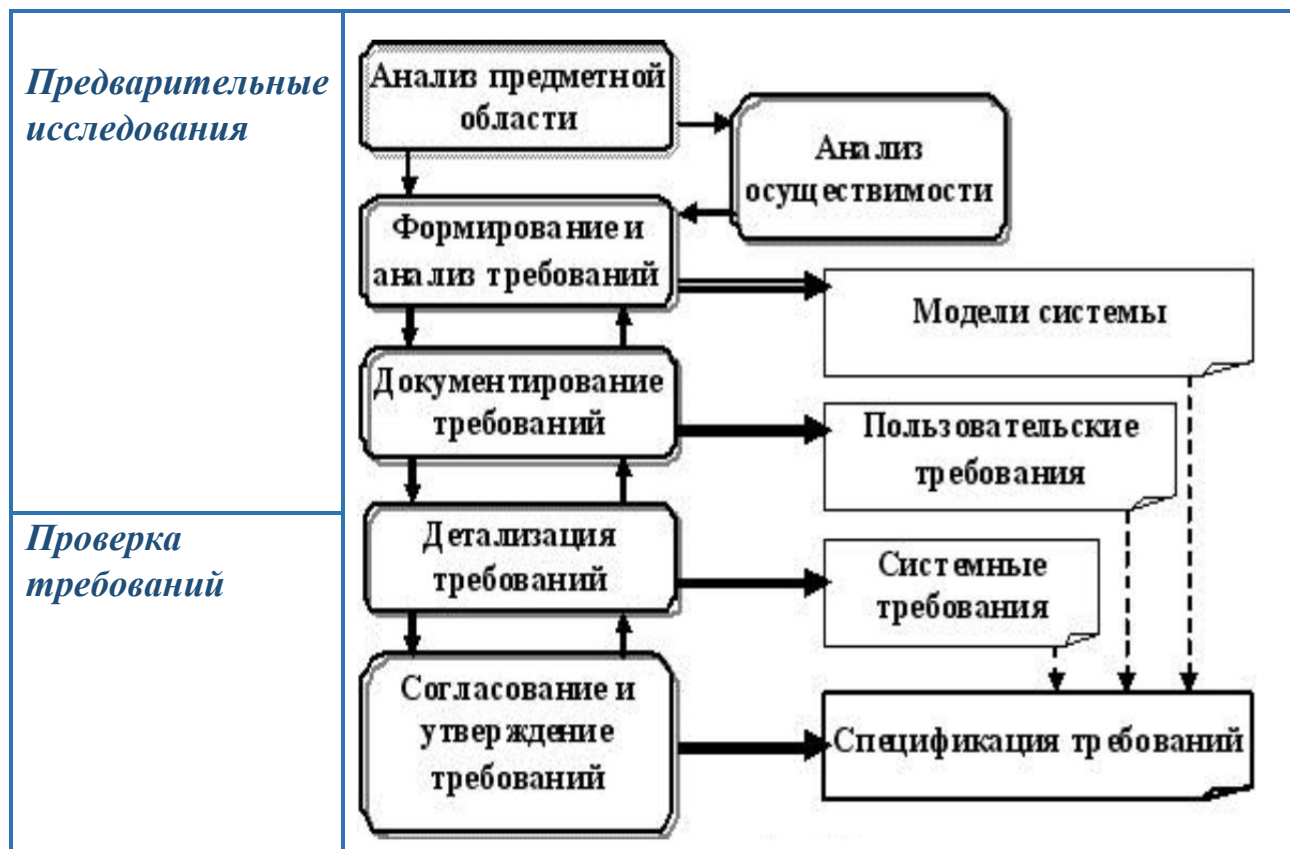 Предварительные
исследования
Анализ предметной
области
Анализ
осуществимости
Формирование и
анализ требований
Модели системы
Документирование
требований
Пользовательские
требования
Проверка
требований
Детализация
требований
Системные
требования
Согласование и
утверждение
требований
Спецификация требований